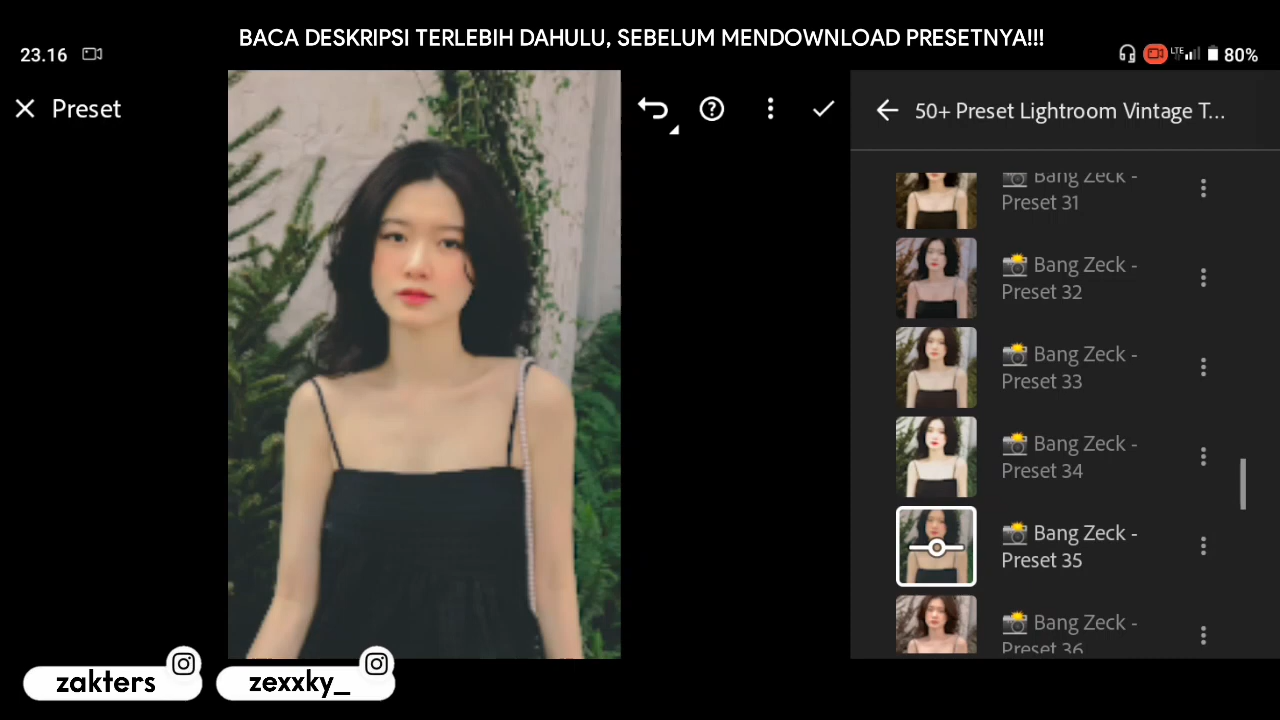 BACA DESKRIPSI TERLEBIH DAHULU, SEBELUM MENDOWNLOAD PRESETNYA!!!
23.16
LTE
80%
Preset
50+ Preset Lightroom Vintage T...
Bang Zeck -
Preset 31
Bang Zeck -
Preset 32
Bang Zeck -
Preset 33
Bang Zeck -
Preset 34
Bang Zeck -
Preset 35
Bang Zeck -
Preset 36
zakters
zexxky_